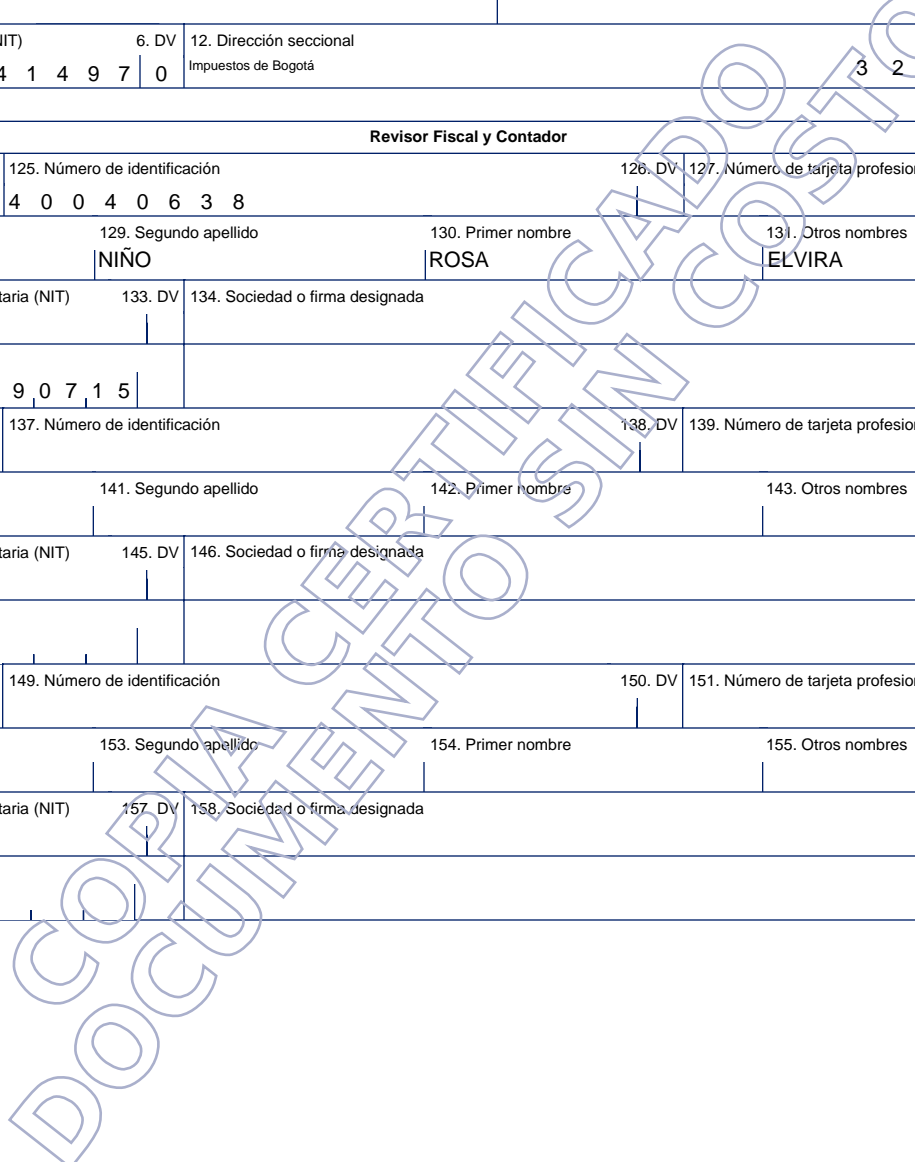 IIT) 6. DV 12. Dirección seccional
4 1 4 9 7 0 Impuestos de Bogotá 3 2
Revisor Fiscal y Contador
125. Número de identificación 126. DV 127. Número de tarjeta profesion
4 0 0 4 0 6 3 8
129. Segundo apellido 130. Primer nombre 131. Otros nombres
NIÑO ROSA ELVIRA
taria (NIT) 133. DV 134. Sociedad o firma designada
9 0 7 1 5
137. Número de identificación 138. DV 139. Número de tarjeta profesion
141. Segundo apellido 142. Primer nombre 143. Otros nombres
taria (NIT) 145. DV 146. Sociedad o firma designada
149. Número de identificación 150. DV 151. Número de tarjeta profesion
153. Segundo apellido 154. Primer nombre 155. Otros nombres
taria (NIT) 157. DV 158. Sociedad o firma designada
COPIA CERTIFICADO
DOCUMENTO SIN COSTO